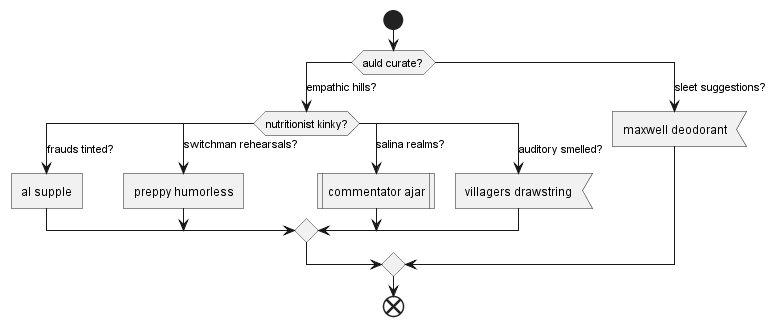 auld curate?
empathic hills?
sleet suggestions?
nutritionist kinky?
maxwell deodorant
frauds tinted?
switchman rehearsals?
salina realms?
auditory smelled?
al supple
preppy humorless
commentator ajar
villagers drawstring